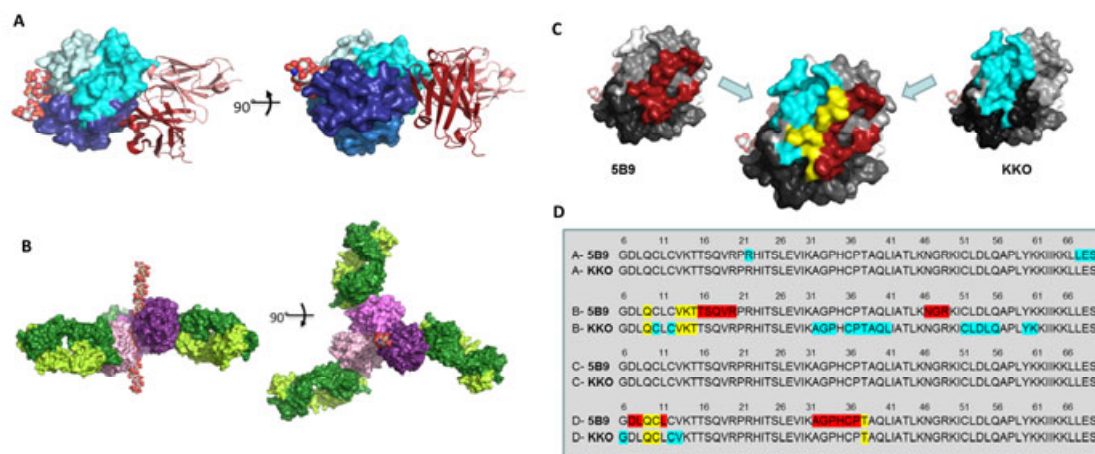 A
90°
B
90°
C
5B9
KKO
D
6 11 16 21 26 31 36 41 46 51 56 61 66
A- 5B9 GDLQCLCVKTTSQVRPRHITSLEVIKAGPHCPTAQLIATLKNGRKICLDLQAPLYKKIIKKLLES
A- KKO GDLQCLCVKTTSQVRPRHITSLEVIKAGPHCPTAQLIATLKNGRKICLDLQAPLYKKIIKKLLES
6 11 16 21 26 31 36 41 46 51 56 61 66
B- 5B9 GDLQCLCVKTTSQVRPRHITSLEVIKAGPHCPTAQLIATLKNGRKICLDLQAPLYKKIIKKLLES
B- KKO GDLQCLCVKTTSQVRPRHITSLEVIKAGPHCPTAQLIATLKNGRKICLDLQAPLYKKIIKKLLES
6 11 16 21 26 31 36 41 46 51 56 61 66
C- 5B9 GDLQCLCVKTTSQVRPRHITSLEVIKAGPHCPTAQLIATLKNGRKICLDLQAPLYKKIIKKLLES
C- KKO GDLQCLCVKTTSQVRPRHITSLEVIKAGPHCPTAQLIATLKNGRKICLDLQAPLYKKIIKKLLES
6 11 16 21 26 31 36 41 46 51 56 61 66
D- 5B9 GDLQCLCVKTTSQVRPRHITSLEVIKAGPHCPTAQLIATLKNGRKICLDLQAPLYKKIIKKLLES
D- KKO GDLQCLCVKTTSQVRPRHITSLEVIKAGPHCPTAQLIATLKNGRKICLDLQAPLYKKIIKKLLES